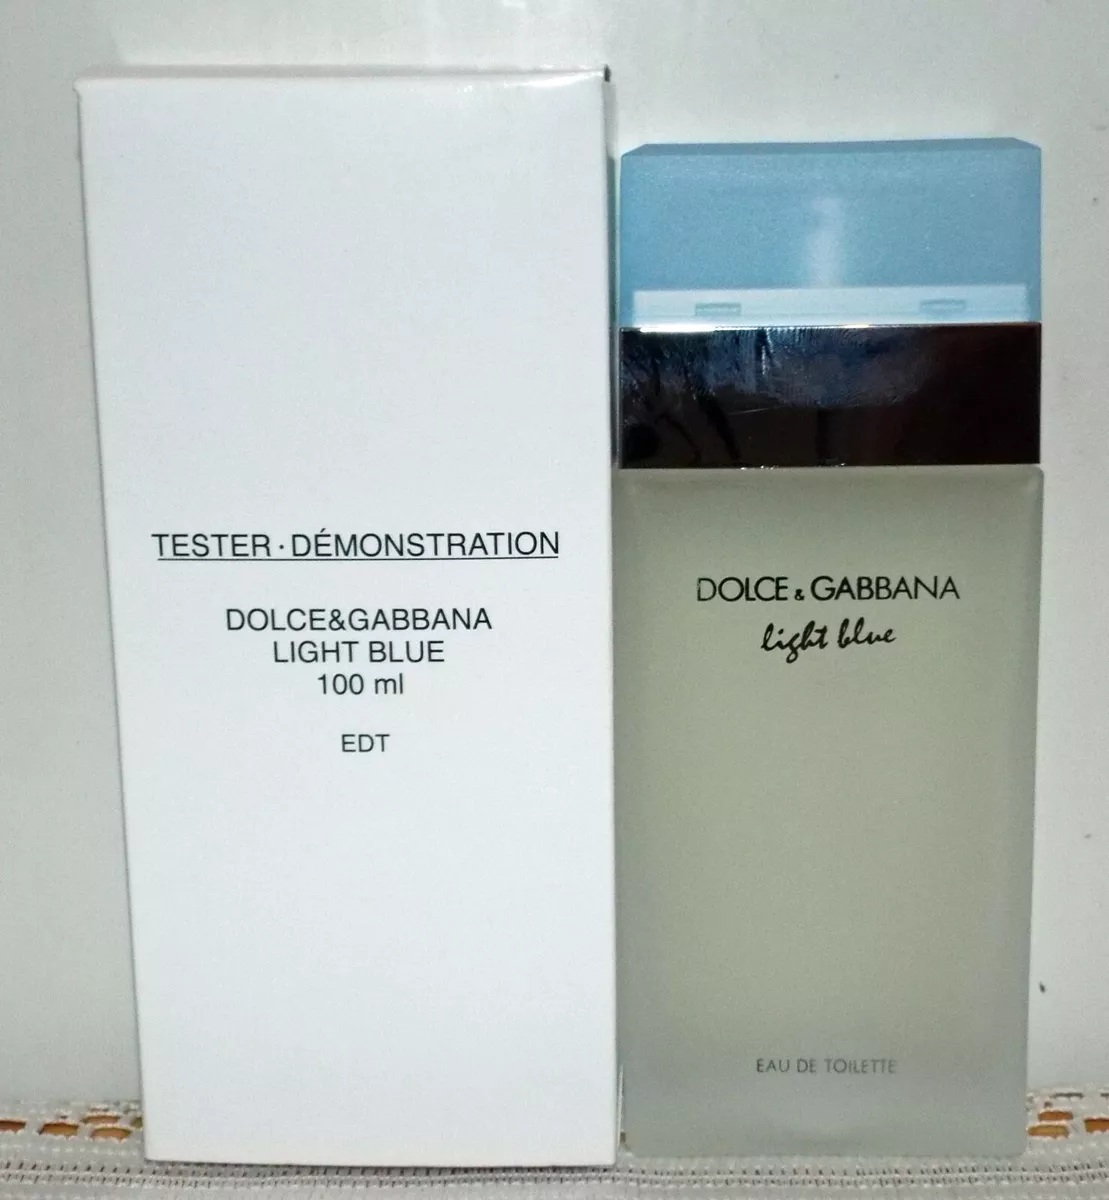 TESTER · DÉMONSTRATION
DOLCE&GABBANA
LIGHT BLUE
100 ml
EDT
DOLCE & GABBANA
light blue
EAU DE TOILETTE